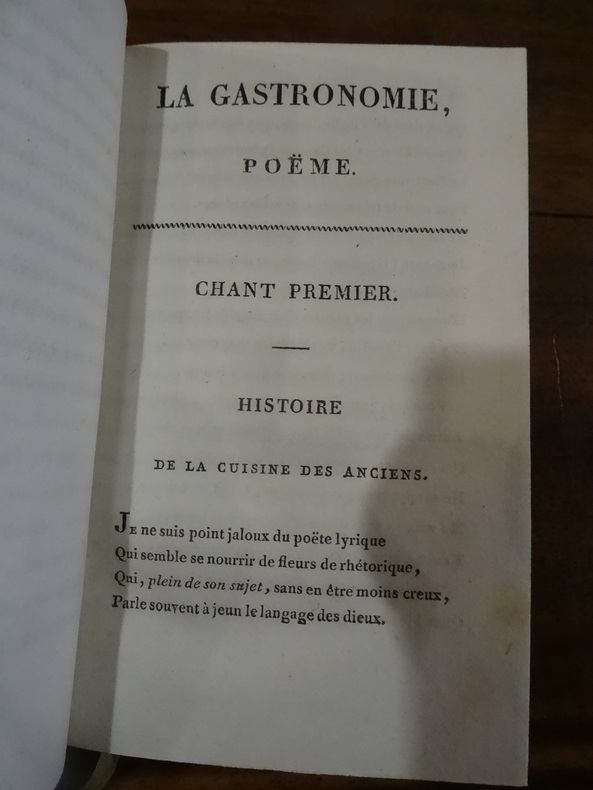 LA GASTRONOMIE,
POËME.
CHANT PREMIER.
HISTOIRE
DE LA CUISINE DES ANCIENS.
JE ne suis point jaloux du poëte lyrique
Qui semble se nourrir de fleurs de rhétorique,
Qui, plein de son sujet, sans en être moins creux,
Parle souvent à jeun le langage des dieux.